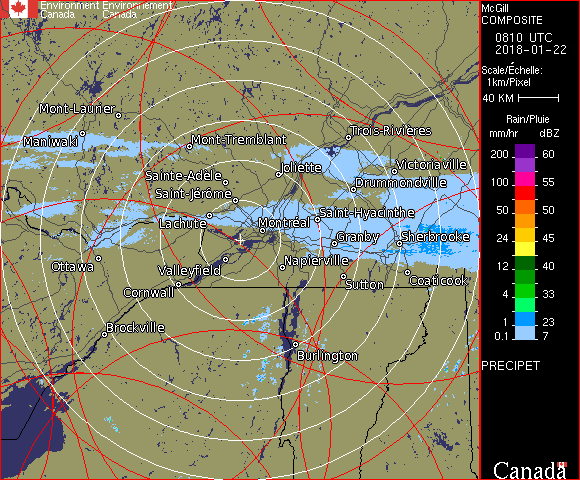 Environment Environnement
Canada Canada
McGill
COMPOSITE
0810 UTC
2018-01-22
Scale/Échelle:
1km/Pixel
40 KM
Rain/Pluie
mm/hr dBZ
200 60
100 55
50 50
24 45
12 40
4 33
1 23
0.1 7
PRECIPET
Canada
Mont-Laurier
Maniwaki
Mont-Tremblant
Trois-Rivières
Joliette
Victoriaville
Sainte-Adèle
Drummondville
Saint-Jérôme
Saint-Hyacinthe
Lachute
Montréal
Granby
Sherbrooke
Ottawa
Valleyfield
Napierville
Coaticook
Cornwall
Sutton
Brockville
Burlington